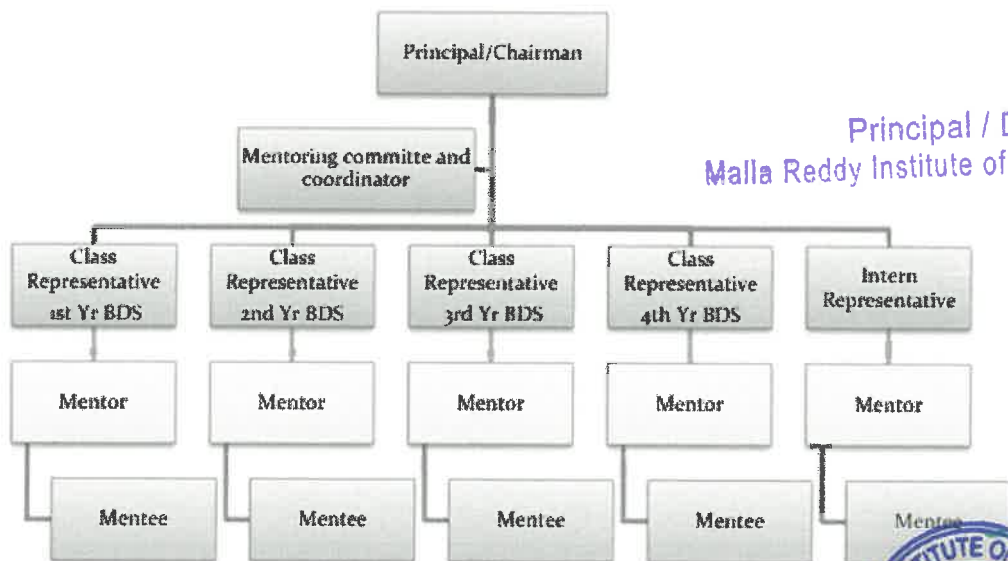 Principal/Chairman
Principal /
Malla Reddy Institute of
Mentoring committe and
coordinator
Class
Representative
1st Yr BDS
Class
Representative
2nd Yr BDS
Class
Representative
3rd Yr BDS
Class
Representative
4th Yr BDS
Intern
Representative
Mentor
Mentor
Mentor
Mentor
Mentor
Mentee
Mentee
Mentee
Mentee
Mentee